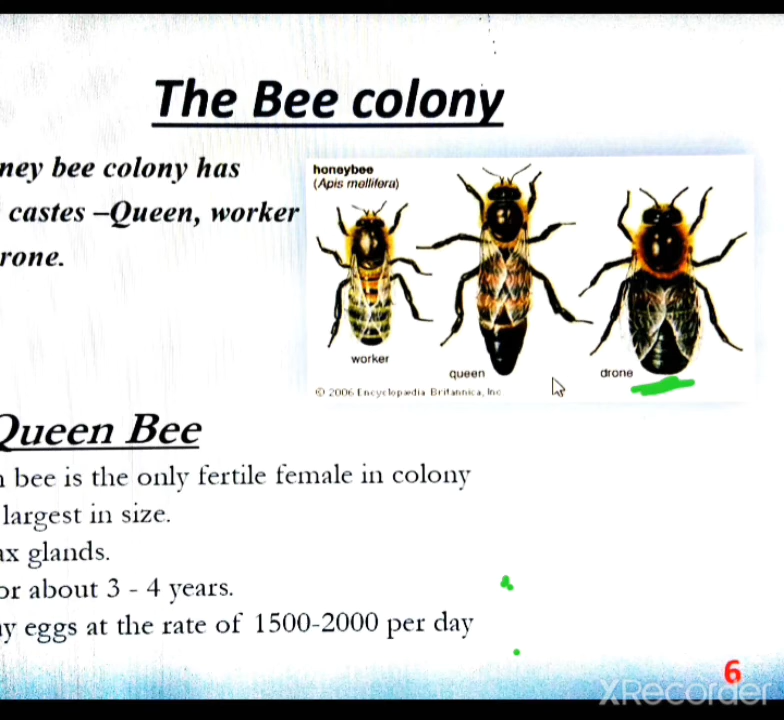 The Bee colony
ney bee colony has
castes –Queen, worker
rone.
honeybee
(Apis mellifera)
worker
queen
drone
© 2006 Encyclopædia Britannica, Inc
Queen Bee
bee is the only fertile female in colony
largest in size.
ax glands.
or about 3 - 4 years.
ay eggs at the rate of 1500-2000 per day
6
XRecorder